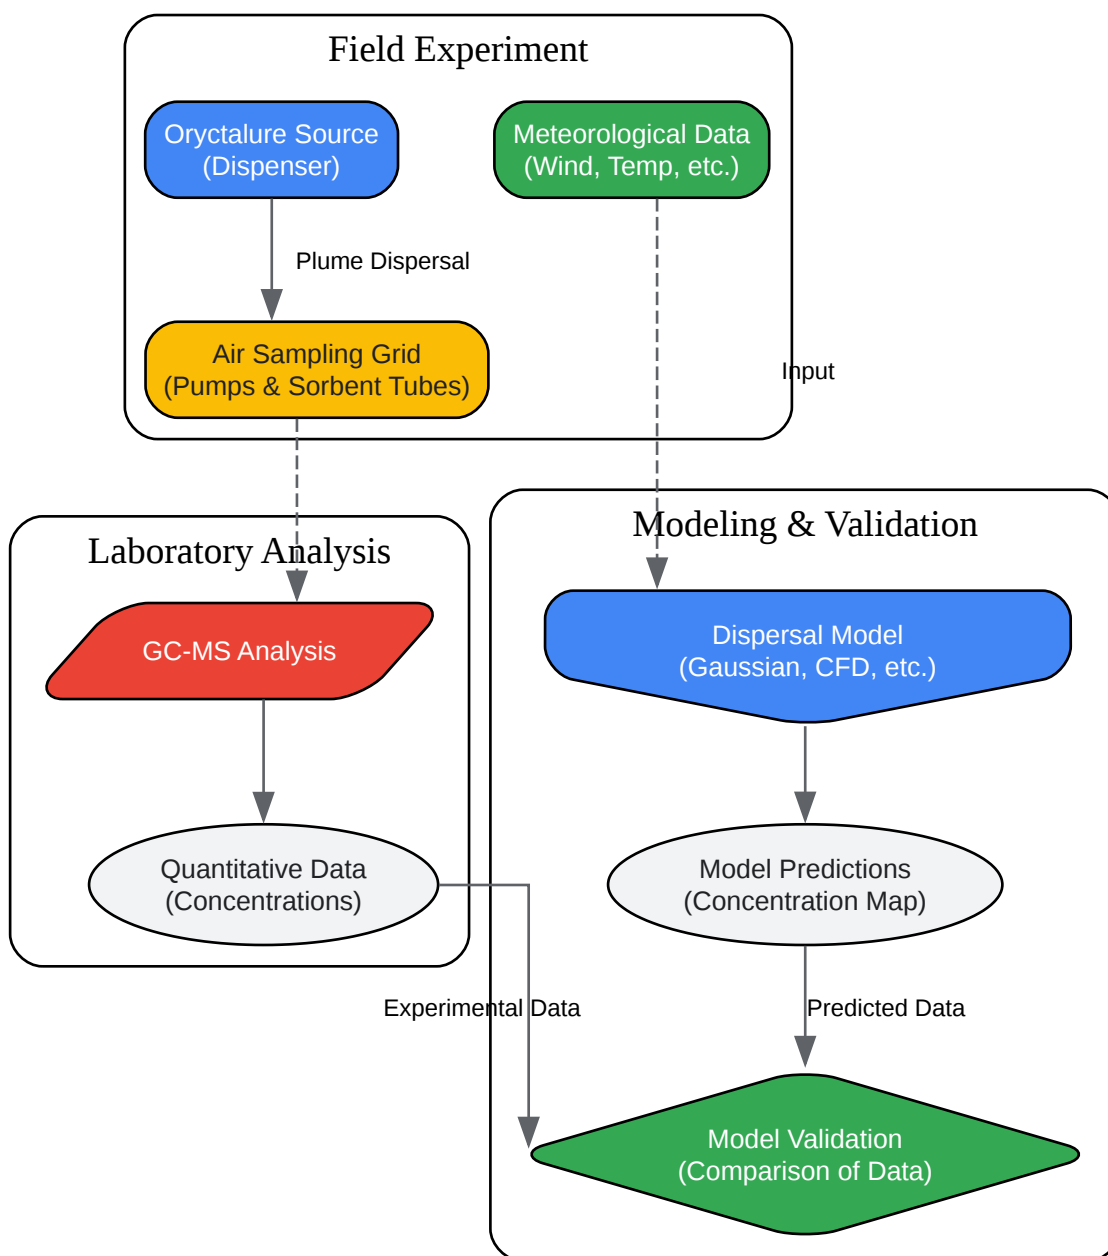 Field Experiment
Oryctalure Source
(Dispenser)
Meteorological Data
(Wind, Temp, etc.)
Plume Dispersal
Air Sampling Grid
(Pumps & Sorbent Tubes)
Input
Laboratory Analysis
GC-MS Analysis
Quantitative Data
(Concentrations)
Modeling & Validation
Dispersal Model
(Gaussian, CFD, etc.)
Model Predictions
(Concentration Map)
Experimental Data
Predicted Data
Model Validation
(Comparison of Data)